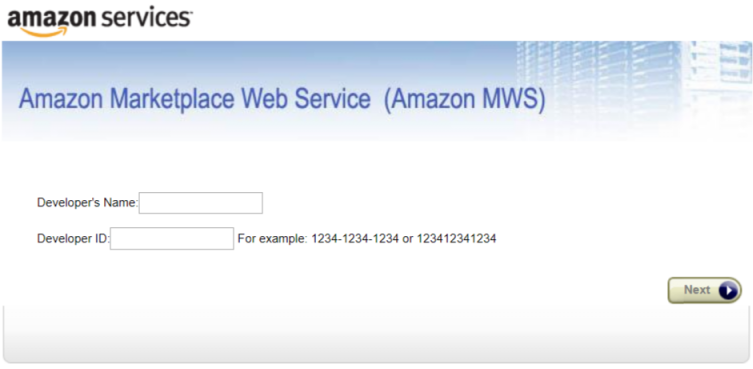 amazon services
Amazon Marketplace Web Service (Amazon MWS)
Developer's Name:
Developer ID: For example: 1234-1234-1234 or 123412341234
Next